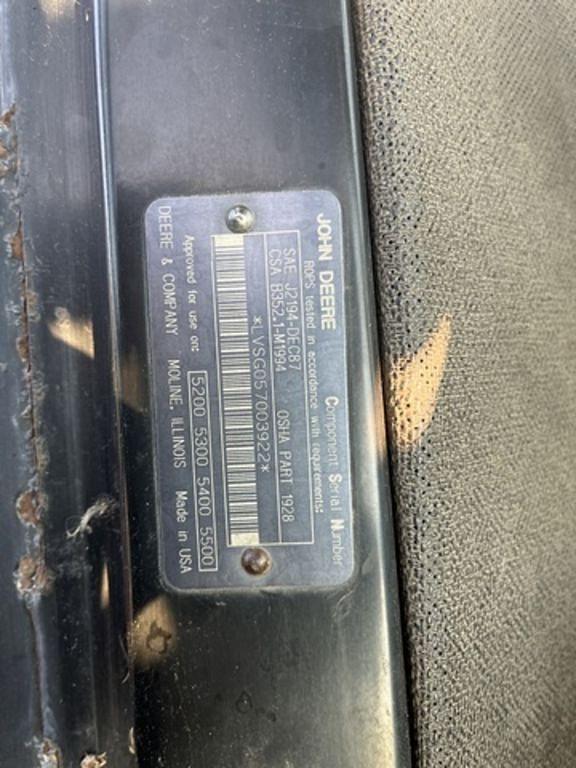 JOHN DEERE Component Serial Number
ROPS tested in accordance with requirements:
SAE J2194-DEC87 OSHA PART 1928
CSA B352.1-M1994
*LVSG057003922*
Approved for use on: 5200 5300 5400 5500
DEERE & COMPANY MOLINE, ILLINOIS Made in USA